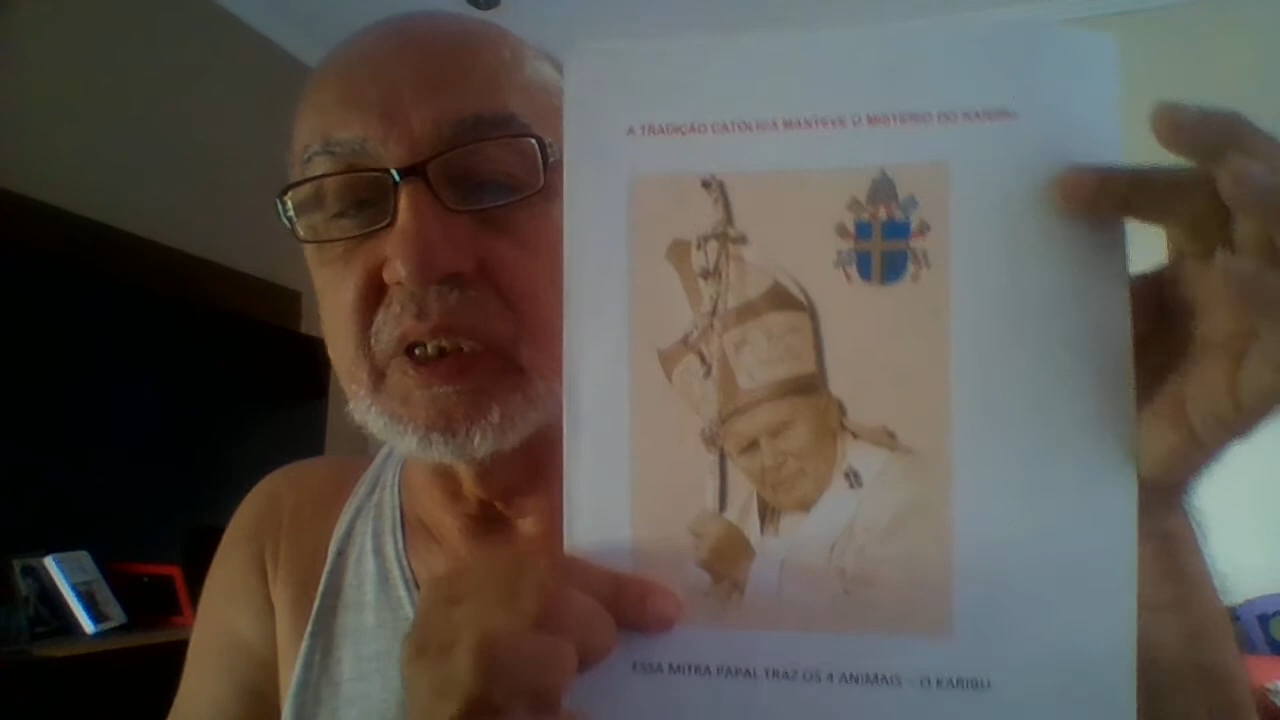 A TRADIÇÃO CATÓLICA MANTEVE O MISTÉRIO DO KARIBU
ESSA MITRA PAPAL TRAZ OS 4 ANIMAIS - O KARIBU